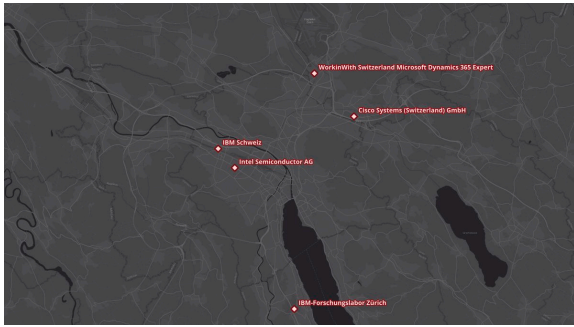 WorkinWith Switzerland Microsoft Dynamics 365 Expert
Cisco Systems (Switzerland) GmbH
IBM Schweiz
Intel Semiconductor AG
IBM-Forschungslabor Zürich